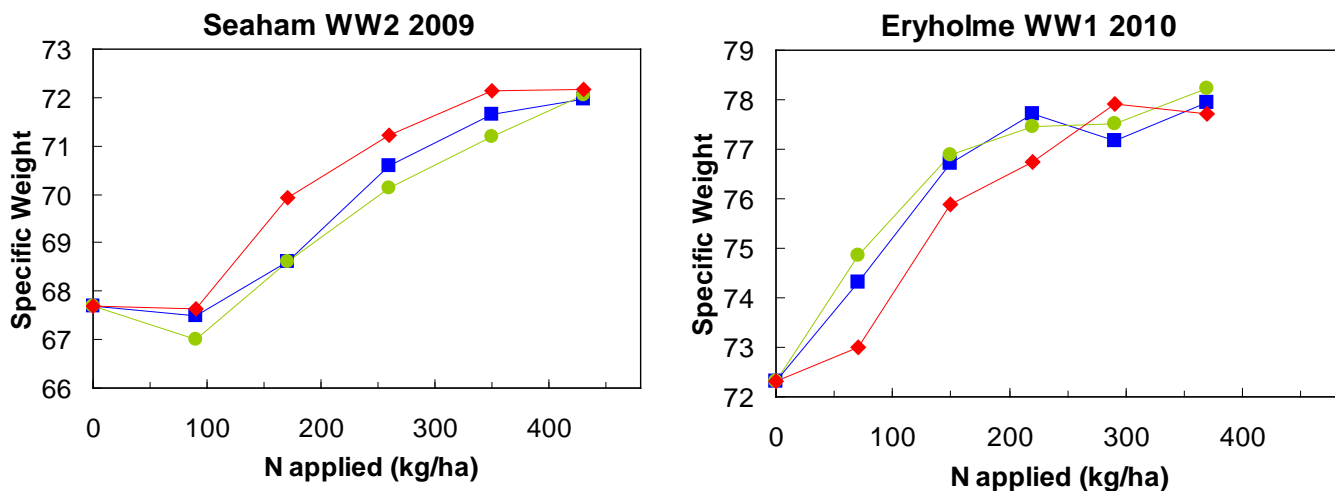 Seaham WW2 2009
73
72
71
70
69
68
67
66
Specific Weight
0 100 200 300 400
N applied (kg/ha)
Eryholme WW1 2010
79
78
77
76
75
74
73
72
Specific Weight
0 100 200 300 400
N applied (kg/ha)